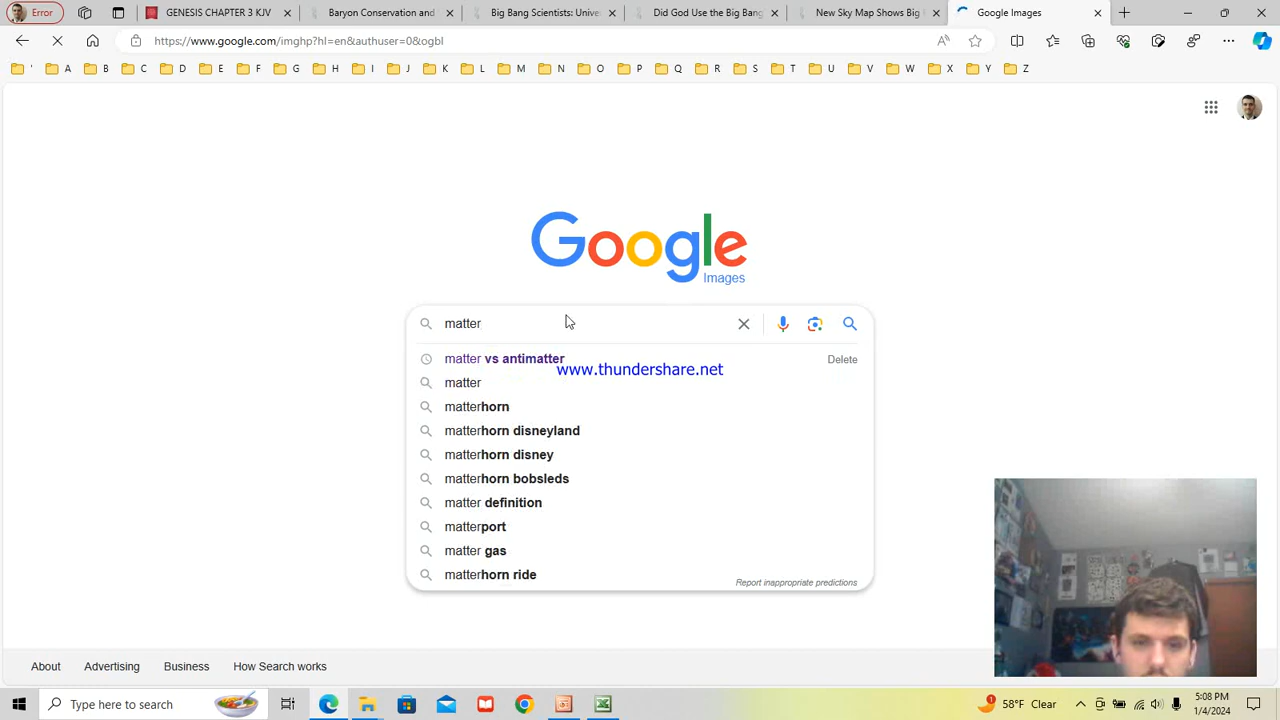 Error
GENESIS CHAPTER 3 KJV
Baryon Conservation and
Big Bang Scientists: Unive
Did God Use the Big Bang
New Sky Map Shows Big
Google Images
https://www.google.com/imghp?hl=en&authuser=0&ogbl
' A B C D E F G H I J K L M N O P Q R S T U V W X Y Z
Google
Images
matter
matter vs antimatter Delete
www.thundershare.net
matter
matterhorn
matterhorn disneyland
matterhorn disney
matterhorn bobsleds
matter definition
matterport
matter gas
matterhorn ride
Report inappropriate predictions
About Advertising Business How Search works
Type here to search
1 58°F Clear
5:08 PM
1/4/2024